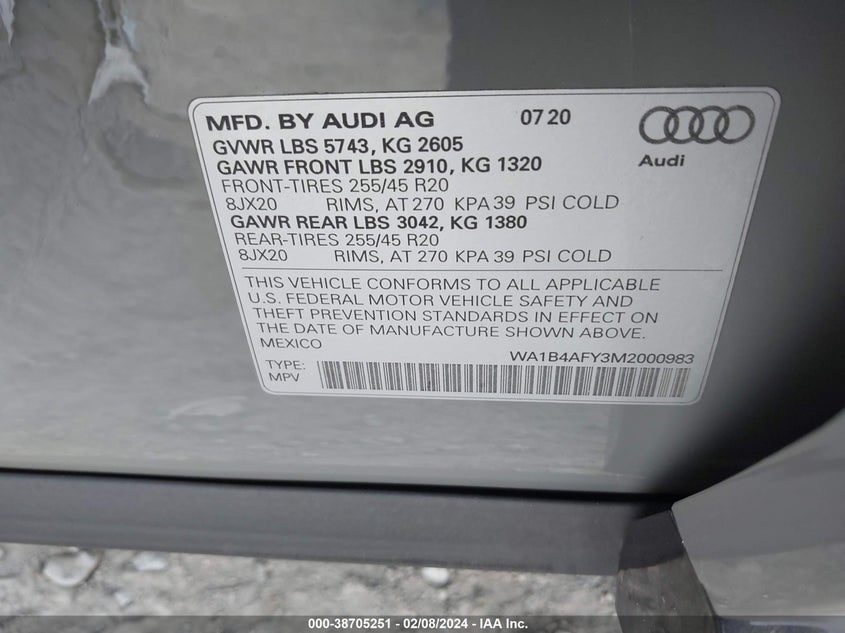 MFD. BY AUDI AG 07 20
GVWR LBS 5743, KG 2605
GAWR FRONT LBS 2910, KG 1320
FRONT-TIRES 255/45 R20
8JX20 RIMS, AT 270 KPA 39 PSI COLD
GAWR REAR LBS 3042, KG 1380
REAR-TIRES 255/45 R20
8JX20 RIMS, AT 270 KPA 39 PSI COLD
Audi
THIS VEHICLE CONFORMS TO ALL APPLICABLE
U.S. FEDERAL MOTOR VEHICLE SAFETY AND
THEFT PREVENTION STANDARDS IN EFFECT ON
THE DATE OF MANUFACTURE SHOWN ABOVE.
MEXICO
WA1B4AFY3M2000983
TYPE:
MPV
000-38705251 - 02/08/2024 - IAA Inc.